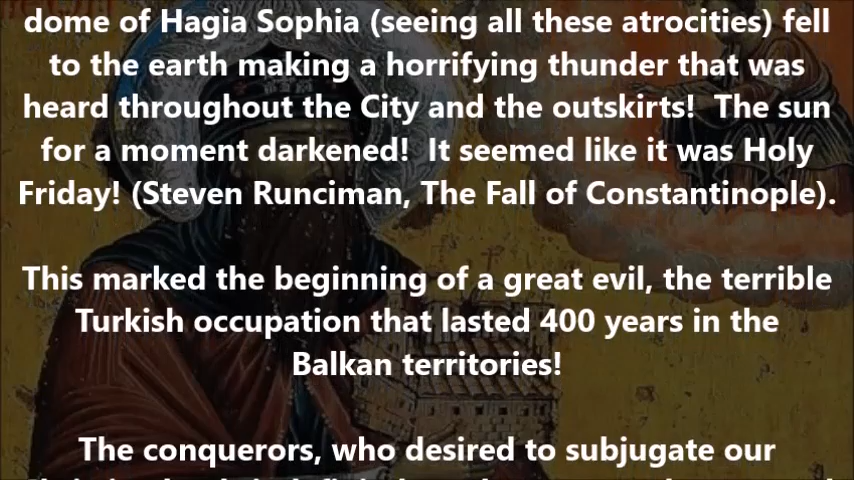 dome of Hagia Sophia (seeing all these atrocities) fell
to the earth making a horrifying thunder that was
heard throughout the City and the outskirts!  The sun
for a moment darkened!  It seemed like it was Holy
Friday! (Steven Runciman, The Fall of Constantinople).
This marked the beginning of a great evil, the terrible
Turkish occupation that lasted 400 years in the
Balkan territories!
The conquerors, who desired to subjugate our